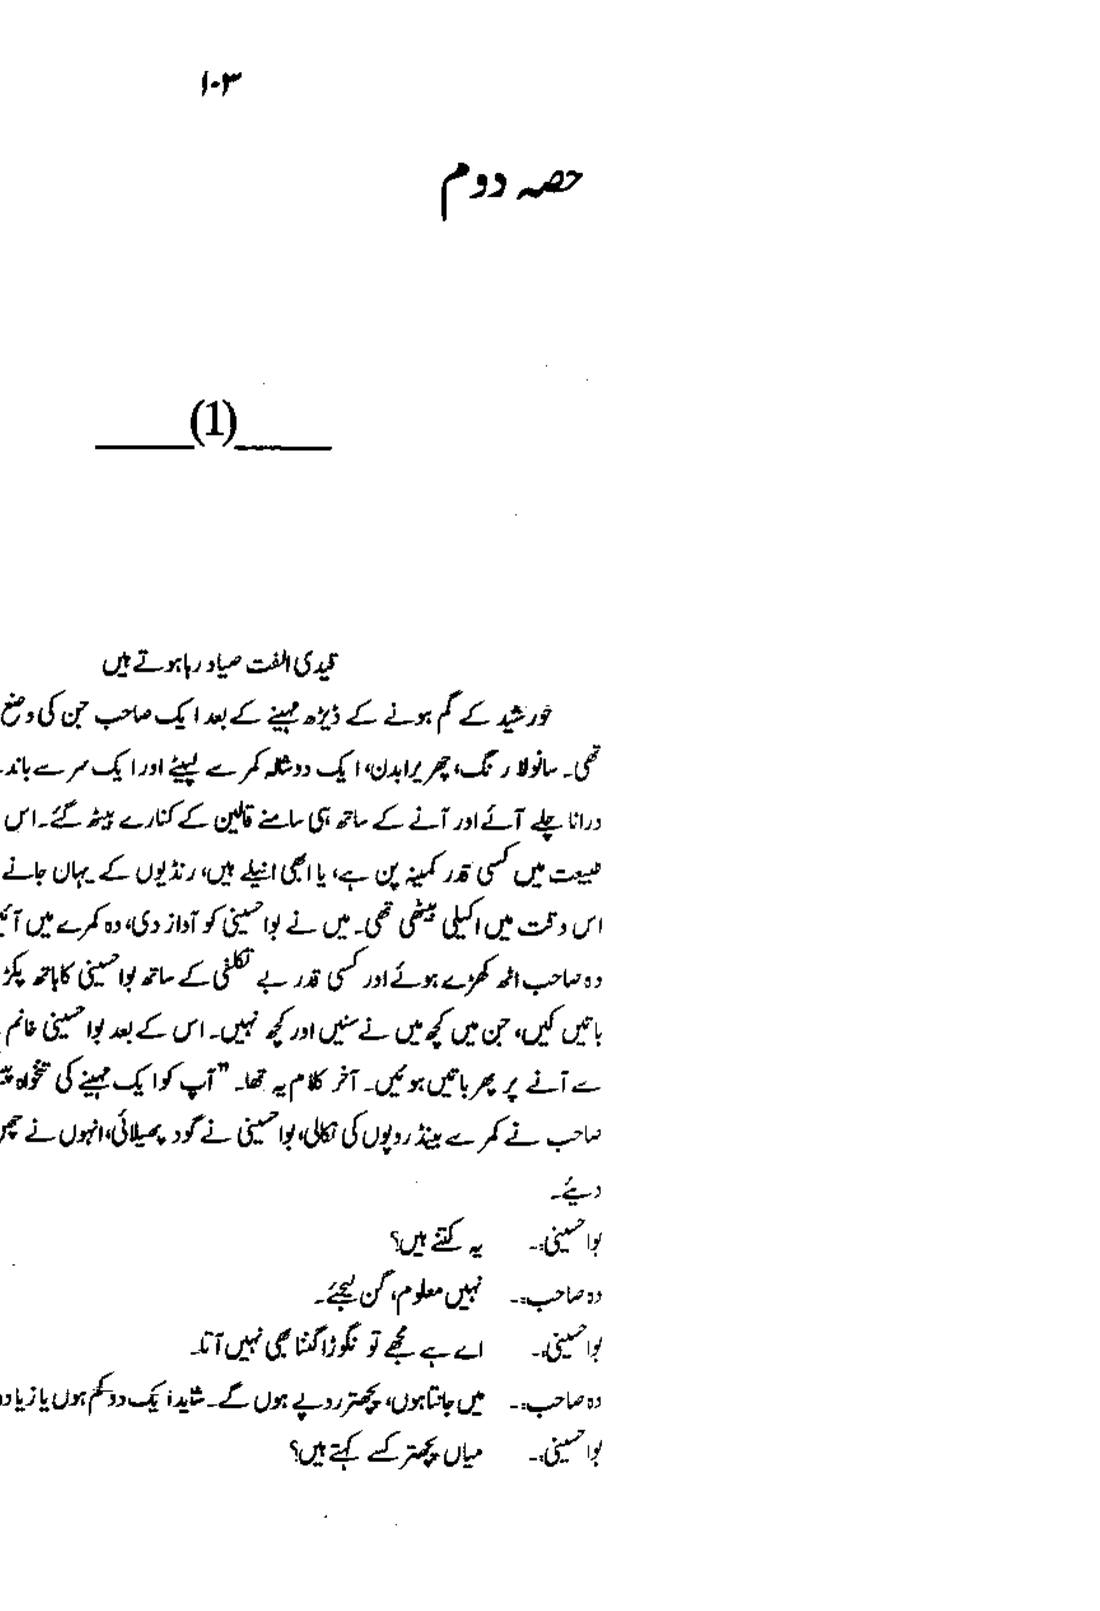 ۱۰۳
حصہ دوم
(1)
قیدی الفت صیاد رہا ہوتے ہیں
خورشید کے گم ہونے کے ڈیڑھ مہینے کے بعد ایک صاحب جن کی وضع
تھی۔ سانولا رنگ، چھریرا بدن، ایک دوشالہ کمر سے لپیٹے اور ایک سر سے باند
درانا چلے آئے اور آنے کے ساتھ ہی سامنے قالین کے کنارے بیٹھ گئے۔ اس
طبیعت میں کسی قدر کمینہ پن ہے، یا ابھی انیلے ہیں، رنڈیوں کے یہان جانے
اس وقت میں اکیلی بیٹھی تھی۔ میں نے بوا حسینی کو آواز دی، وہ کمرے میں
وہ صاحب اٹھ کھڑے ہوئے اور کسی قدر بے تکلفی کے ساتھ بوا حسینی کا ہاتھ پکڑ
باتیں کیں، جن میں کچھ میں نے سنیں اور کچھ نہیں۔ اس کے بعد بوا حسینی خانم
سے آنے پر پھر باتیں ہوئیں۔ آخر کلام یہ تھا۔ "آپ کو ایک مہینے کی تنخواہ
صاحب نے کمر سے بینڈ روپوں کی نکالی، بوا حسینی نے گود پھیلائی، انہوں نے
دیئے۔
بوا حسینی:۔ یہ کتنے ہیں؟
وہ صاحب:۔ نہیں معلوم، گن لیجئے۔
بوا حسینی:۔ اے ہے مجھے تو نگوڑا گننا بھی نہیں آتا۔
وہ صاحب:۔ میں جانتا ہوں، پچھتر روپے ہوں گے۔ شاید ایک دو کم ہوں یا زیادہ
بوا حسینی:۔ میاں پچھتر کسے کہتے ہیں؟